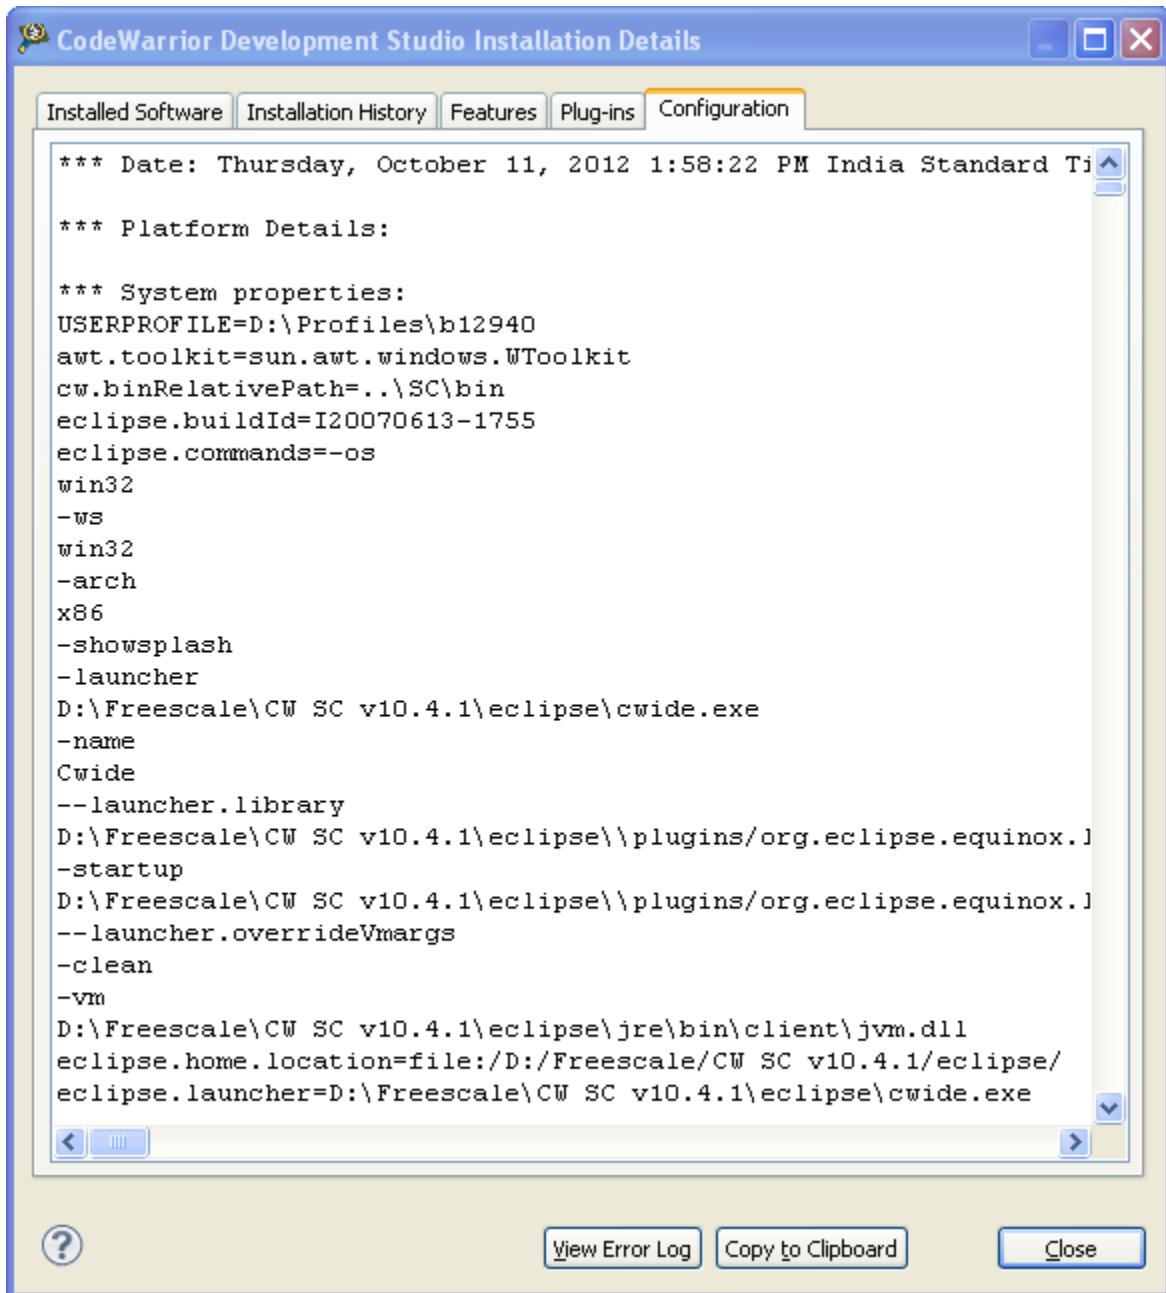 CodeWarrior Development Studio Installation Details
Installed Software Installation History Features Plug-ins Configuration
*** Date: Thursday, October 11, 2012 1:58:22 PM India Standard Ti
*** Platform Details:
*** System properties:
USERPROFILE=D:\Profiles\b12940
awt.toolkit=sun.awt.windows.WToolkit
cw.binRelativePath=..\SC\bin
eclipse.buildId=I20070613-1755
eclipse.commands=-os
win32
-ws
win32
-arch
x86
-showsplash
-launcher
D:\Freescale\CW SC v10.4.1\eclipse\cwide.exe
-name
Cwide
--launcher.library
D:\Freescale\CW SC v10.4.1\eclipse\\plugins/org.eclipse.equinox.l
-startup
D:\Freescale\CW SC v10.4.1\eclipse\\plugins/org.eclipse.equinox.l
--launcher.overrideVmargs
-clean
-vm
D:\Freescale\CW SC v10.4.1\eclipse\jre\bin\client\jvm.dll
eclipse.home.location=file:/D:/Freescale/CW SC v10.4.1/eclipse/
eclipse.launcher=D:\Freescale\CW SC v10.4.1\eclipse\cwide.exe
? View Error Log Copy to Clipboard Close